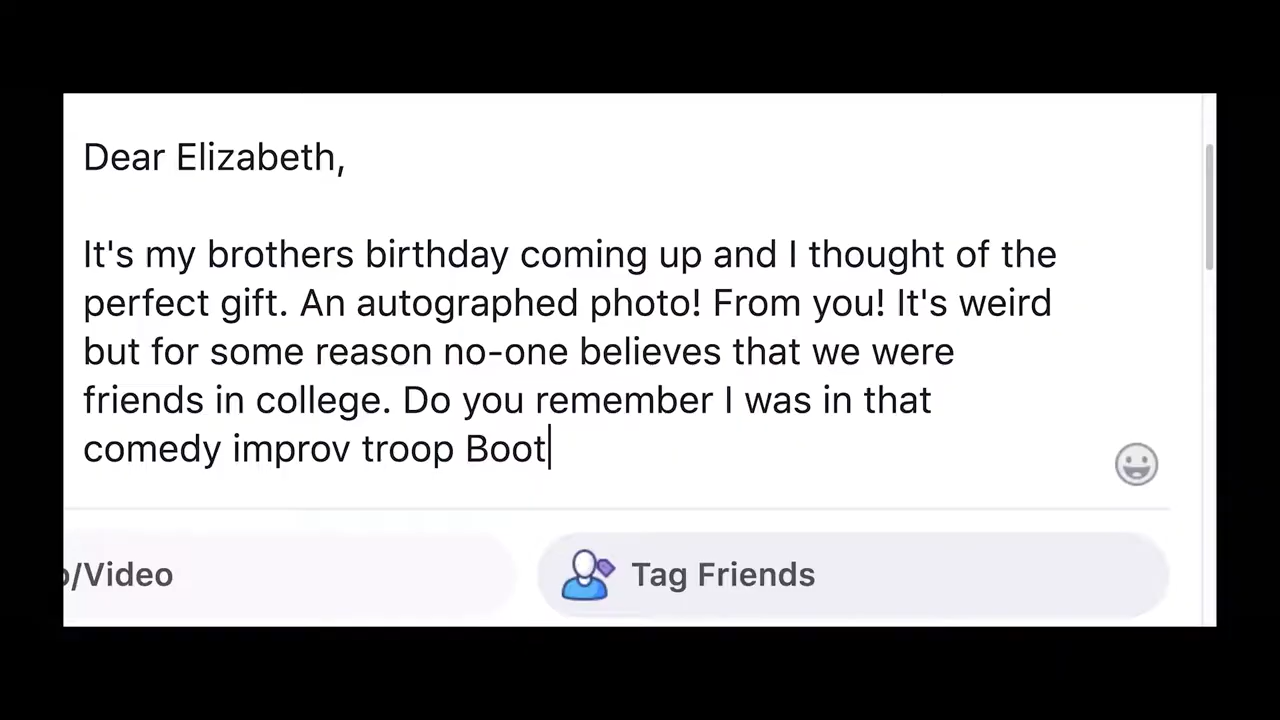 Dear Elizabeth,
It's my brothers birthday coming up and I thought of the
perfect gift. An autographed photo! From you! It's weird
but for some reason no-one believes that we were
friends in college. Do you remember I was in that
comedy improv troop Boot
/Video
Tag Friends